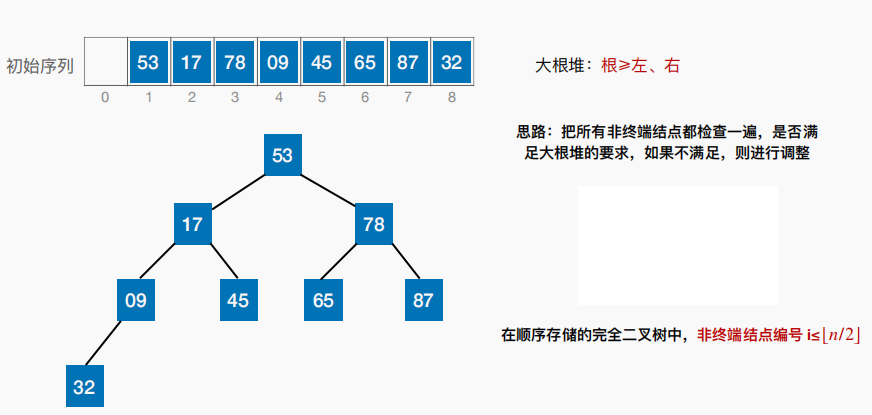 初始序列
53 17 78 09 45 65 87 32
0 1 2 3 4 5 6 7 8
大根堆：根≥左、右
思路：把所有非终端结点都检查一遍，是否满
足大根堆的要求，如果不满足，则进行调整
53
17 78
09 45 65 87
32
在顺序存储的完全二叉树中，非终端结点编号 i≤⌊n/2⌋